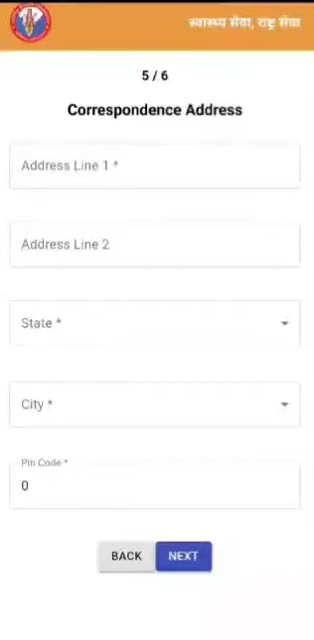 स्वास्थ्य सेवा, राष्ट्र सेवा
5 / 6
Correspondence Address
Address Line 1 *
Address Line 2
State *
City *
Pin Code *
0
BACK NEXT